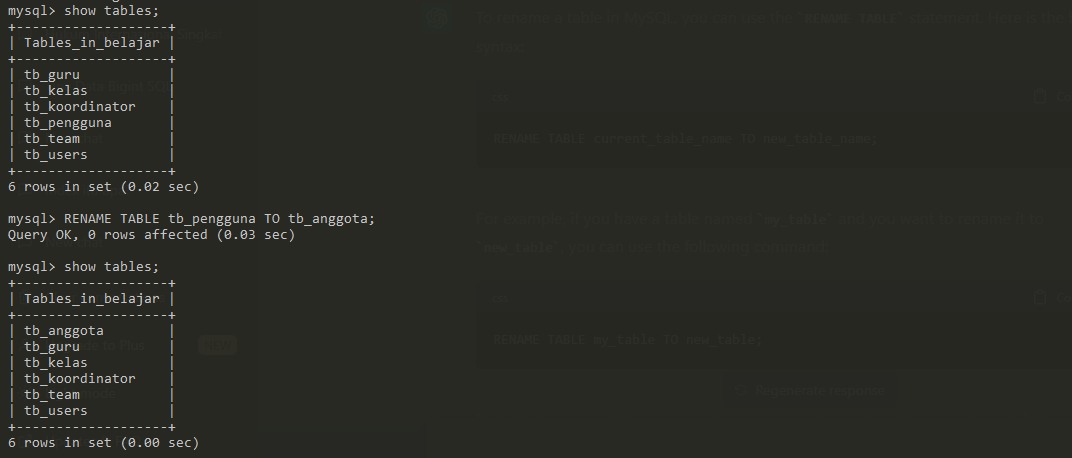 mysql> show tables;
+-------------------+
| Tables_in_belajar |
+-------------------+
| tb_guru           |
| tb_kelas          |
| tb_koordinator    |
| tb_pengguna       |
| tb_team           |
| tb_users          |
+-------------------+
6 rows in set (0.02 sec)
mysql> RENAME TABLE tb_pengguna TO tb_anggota;
Query OK, 0 rows affected (0.03 sec)
mysql> show tables;
+-------------------+
| Tables_in_belajar |
+-------------------+
| tb_anggota        |
| tb_guru           |
| tb_kelas          |
| tb_koordinator    |
| tb_team           |
| tb_users          |
+-------------------+
6 rows in set (0.00 sec)
To rename a table in MySQL, you can use the "RENAME TABLE" statement. Here is the
syntax:
RENAME TABLE current_table_name TO new_table_name;
For example, if you have a table named "my_table" and you want to rename it to
"new_table", you can use the following command:
RENAME TABLE my_table TO new_table;
Regenerate response